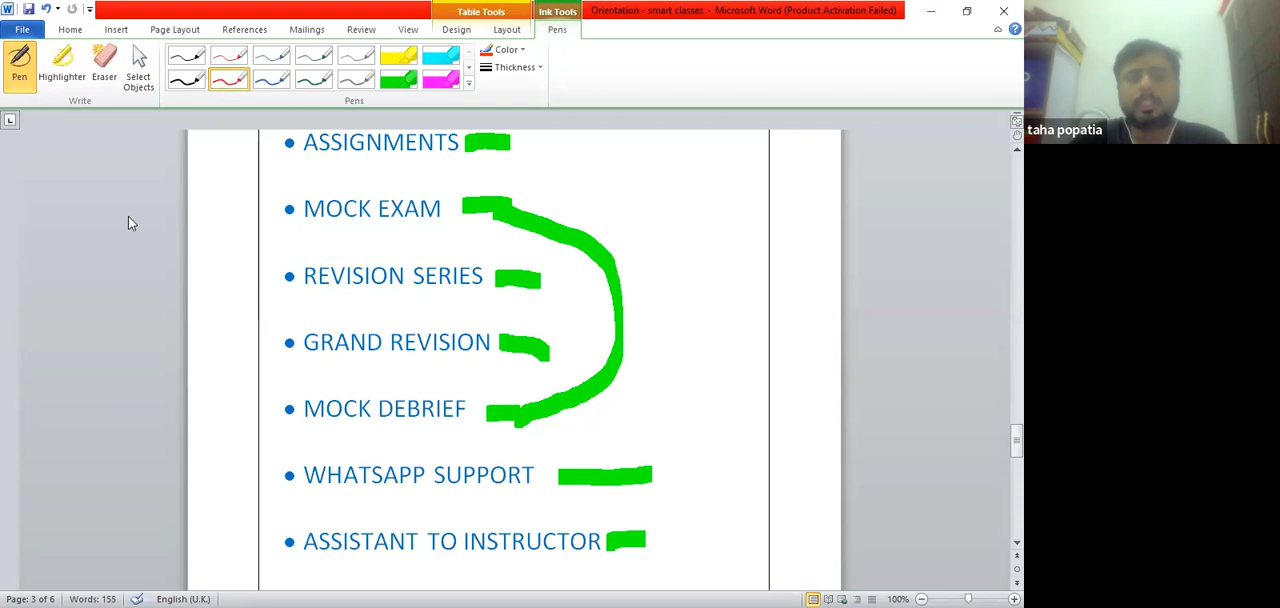 Table Tools
Ink Tools
Orientation - smart classes - Microsoft Word (Product Activation Failed)
File
Home
Insert
Page Layout
References
Mailings
Review
View
Design
Layout
Pens
Pen
Highlighter
Eraser
Select
Objects
Color
Thickness
Write
Pens
taha popatia
• ASSIGNMENTS
• MOCK EXAM
• REVISION SERIES
• GRAND REVISION
• MOCK DEBRIEF
• WHATSAPP SUPPORT
• ASSISTANT TO INSTRUCTOR
Page: 3 of 6
Words: 155
English (U.K.)
100%